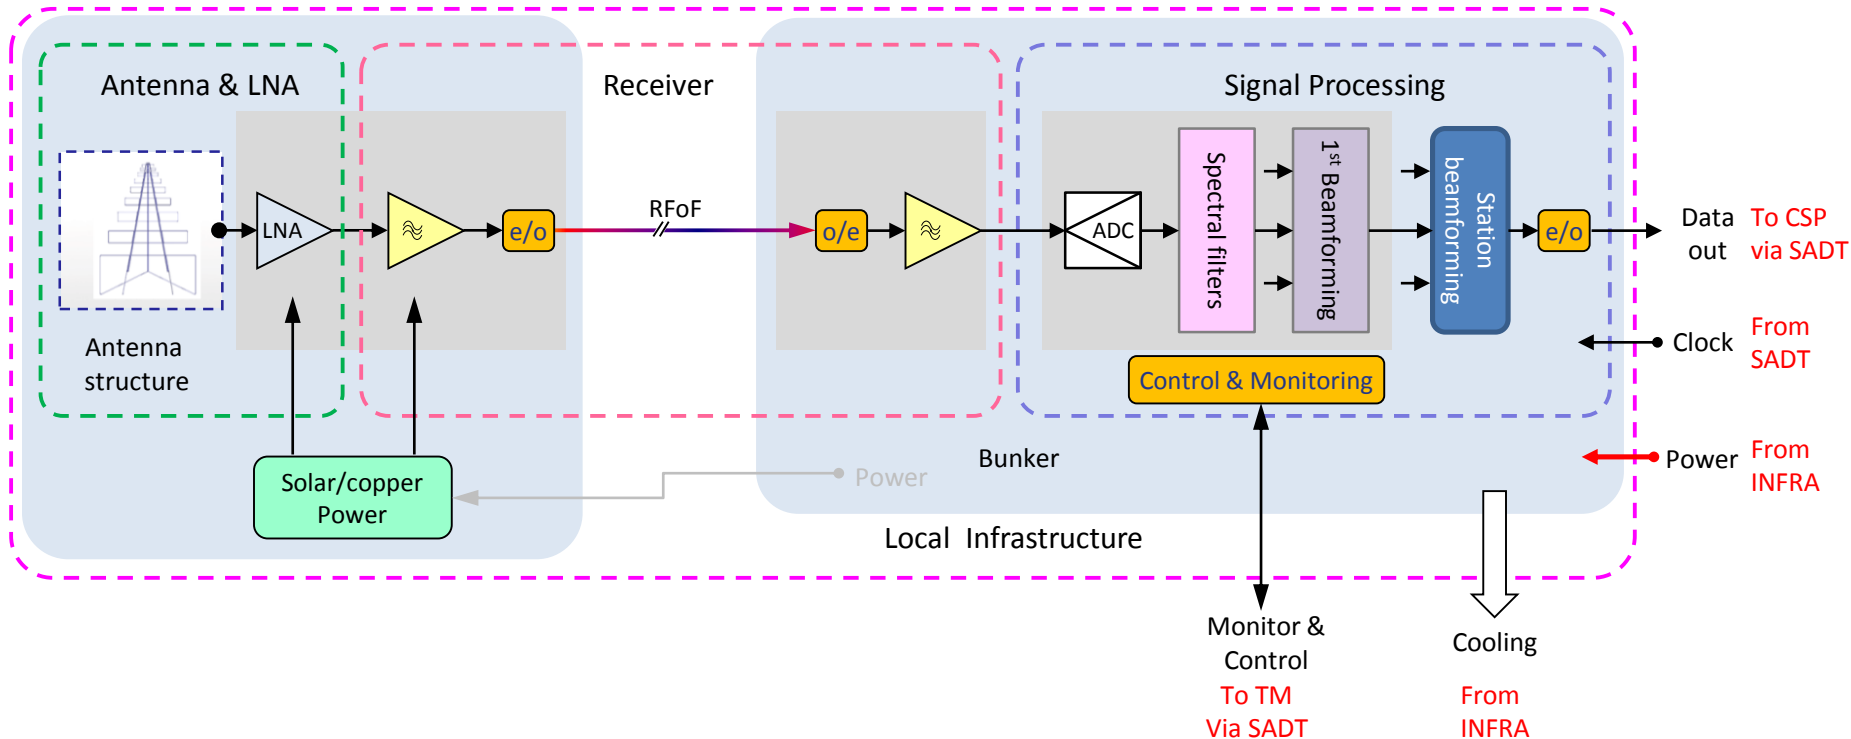 Antenna & LNA
Receiver
Signal Processing
LNA
≈
e/o
RFoF
o/e
≈
ADC
Spectral filters
1st Beamforming
Station
beamforming
e/o
Data
out
To CSP
via SADT
Antenna
structure
Clock
From
SADT
Control & Monitoring
Solar/copper
Power
Power
Bunker
Power
From
INFRA
Local Infrastructure
Monitor &
Control
To TM
Via SADT
Cooling
From
INFRA